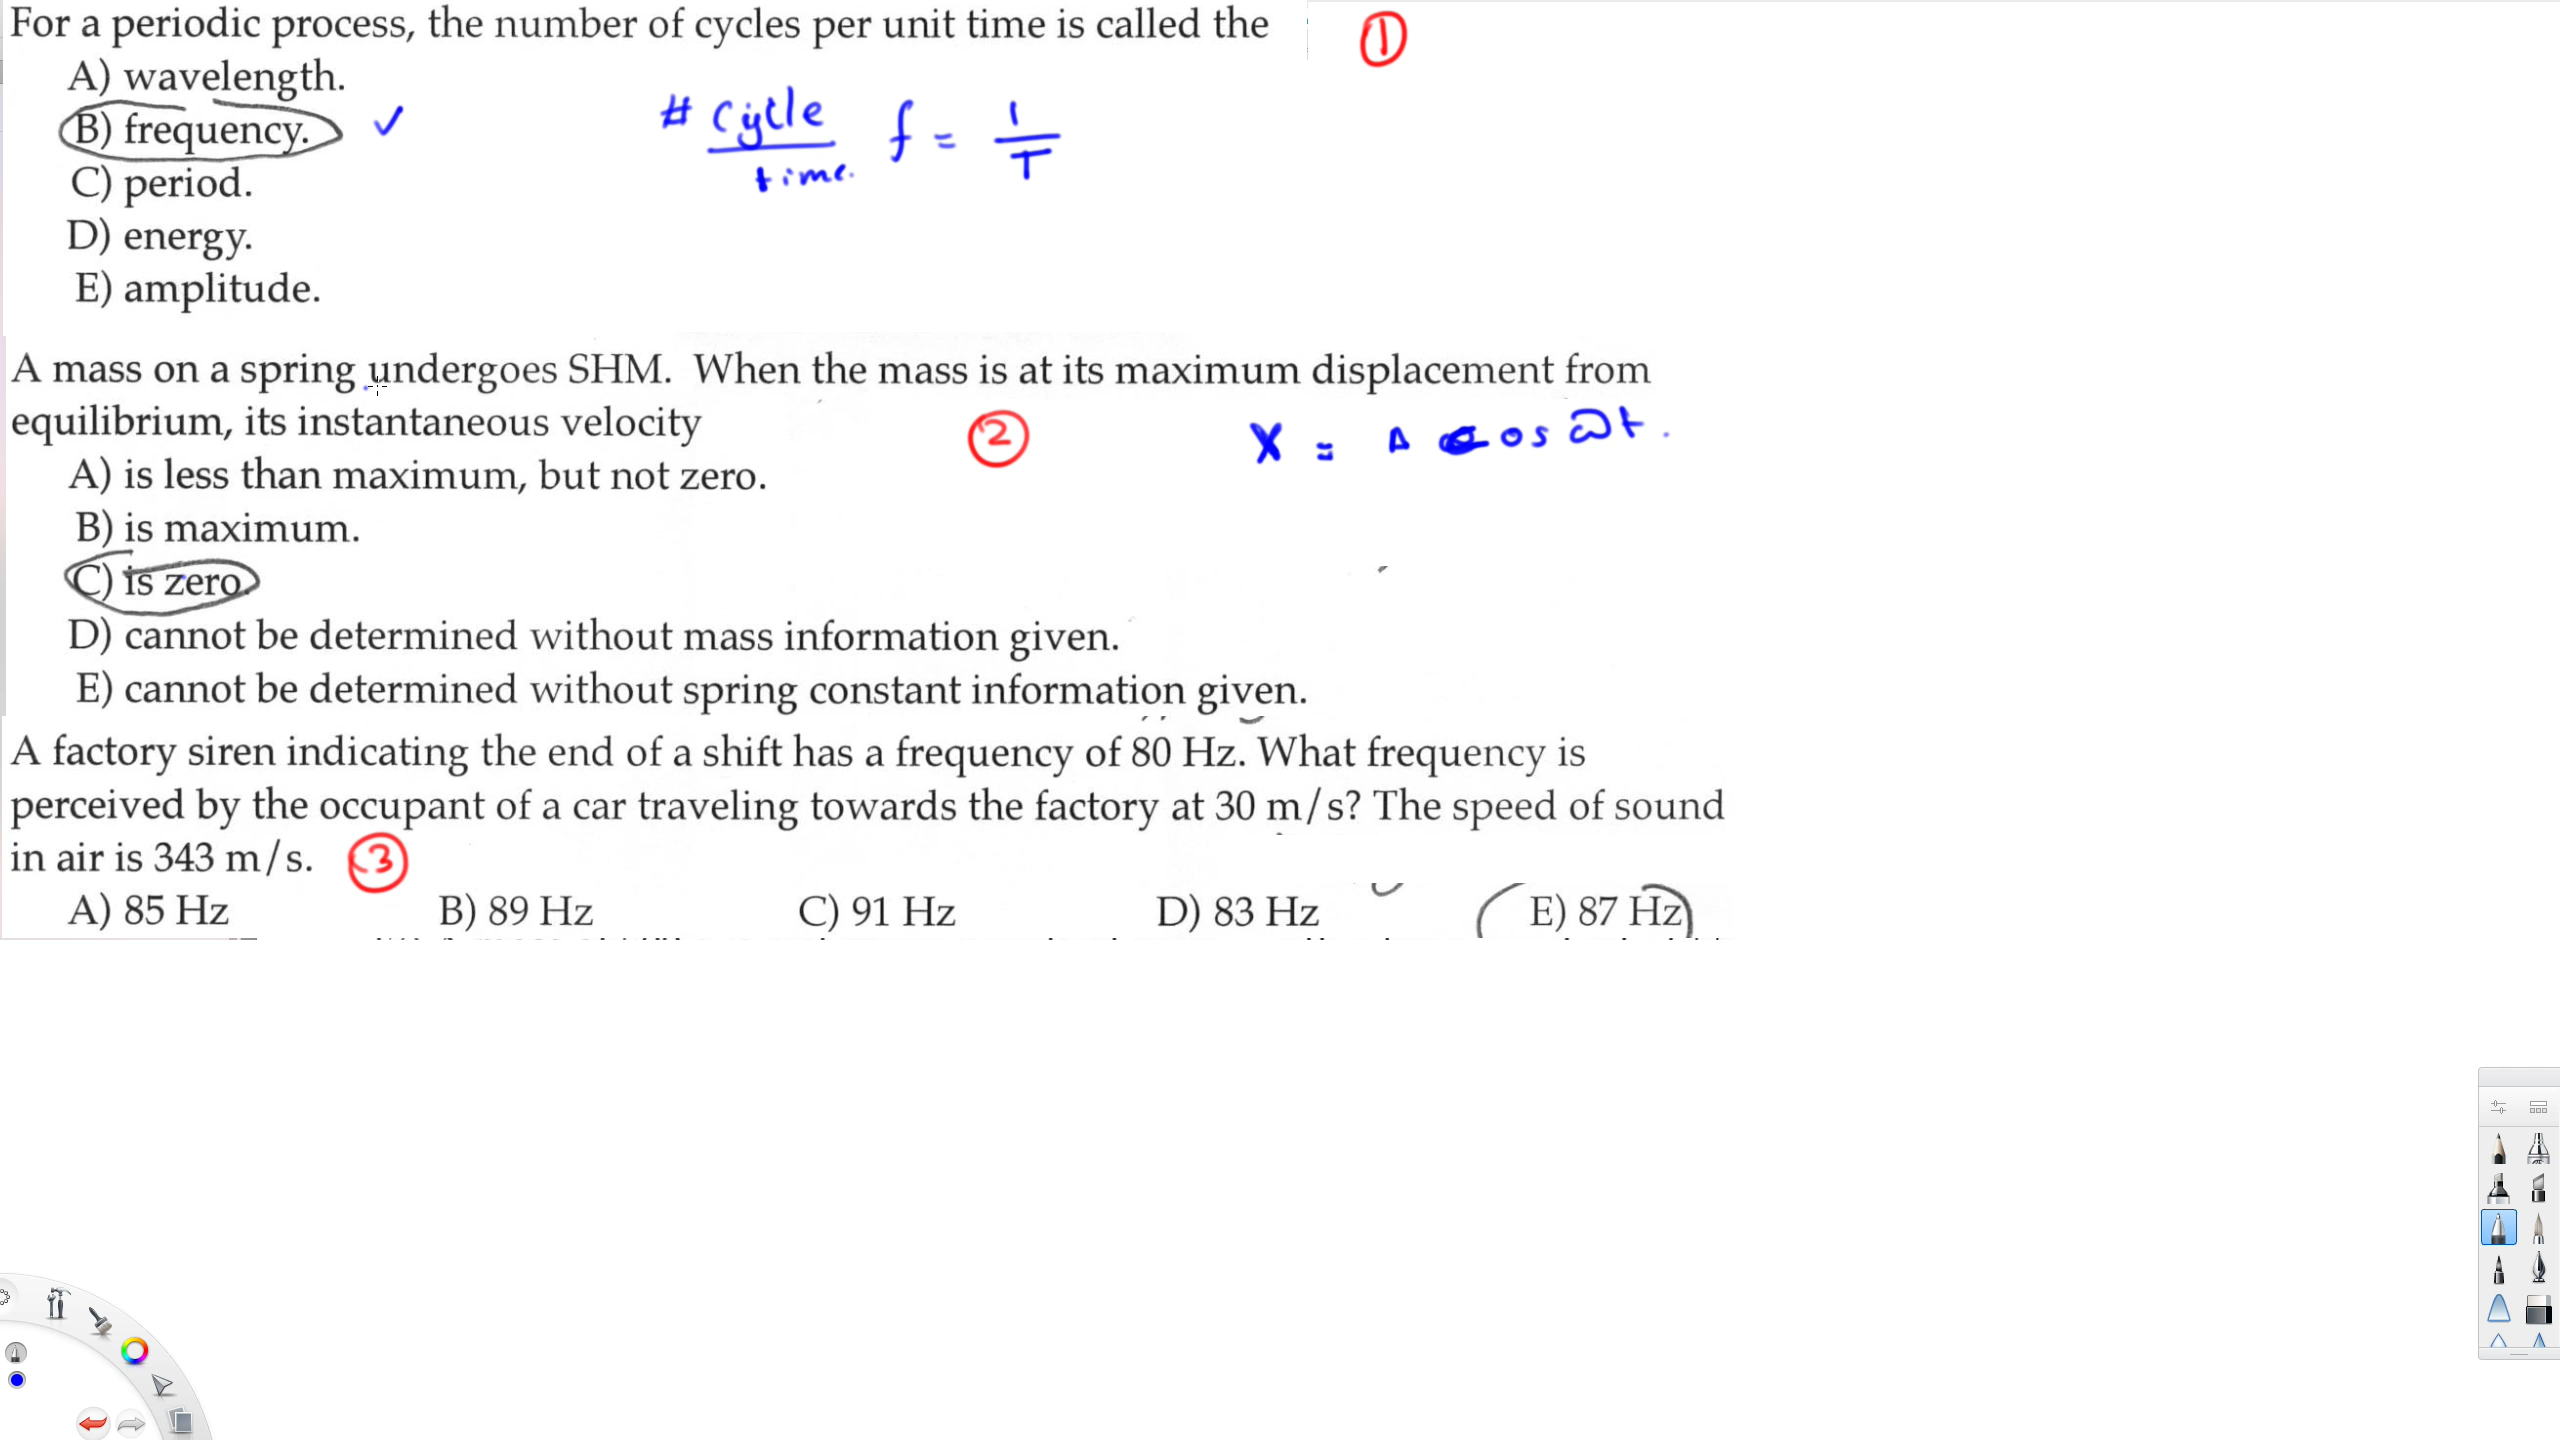 For a periodic process, the number of cycles per unit time is called the
①
A) wavelength.
B) frequency. ✓
# cycle / time. f = 1/T
C) period.
D) energy.
E) amplitude.
A mass on a spring undergoes SHM. When the mass is at its maximum displacement from
equilibrium, its instantaneous velocity
②
x = A cos ωt.
A) is less than maximum, but not zero.
B) is maximum.
C) is zero.
D) cannot be determined without mass information given.
E) cannot be determined without spring constant information given.
A factory siren indicating the end of a shift has a frequency of 80 Hz. What frequency is
perceived by the occupant of a car traveling towards the factory at 30 m/s? The speed of sound
in air is 343 m/s. ③
A) 85 Hz B) 89 Hz C) 91 Hz D) 83 Hz E) 87 Hz